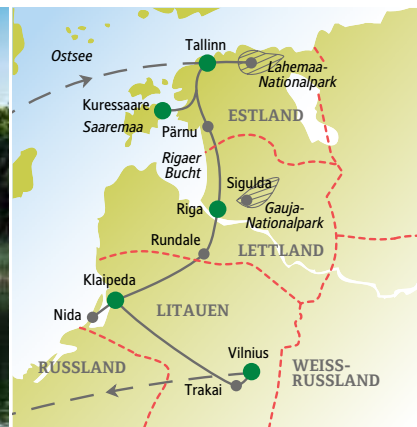 Tallinn
Ostsee
Lahemaa-
Nationalpark
Kuressaare
ESTLAND
Saaremaa
Pärnu
Rigaer
Bucht
Sigulda
Riga
Gauja-
Nationalpark
Rundale
LETTLAND
Klaipeda
LITAUEN
Nida
Vilnius
RUSSLAND
WEISS-
RUSSLAND
Trakai